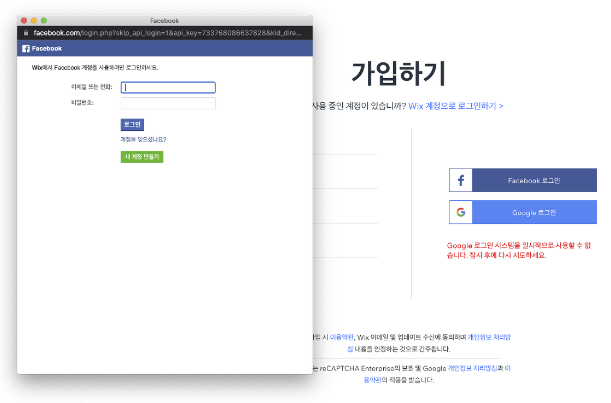 Facebook
facebook.com/login.php?skip_api_login=1&api_key=733768086637828&kid_dire...
Facebook
Wix에서 Facebook 계정을 사용하려면 로그인하세요.
이메일 또는 전화:
비밀번호:
로그인
계정을 잊으셨나요?
새 계정 만들기
가입하기
사용 중인 계정이 있습니까? Wix 계정으로 로그인하기 >
Facebook 로그인
Google 로그인
Google 로그인 시스템을 일시적으로 사용할 수 없
습니다. 잠시 후에 다시 시도하세요.
가입 시 이용약관, Wix 이메일 및 업데이트 수신에 동의하며 개인정보 처리방
침 내용을 인정하는 것으로 간주됩니다.
는 reCAPTCHA Enterprise의 보호 및 Google 개인정보 처리방침과 이
용약관의 적용을 받습니다.